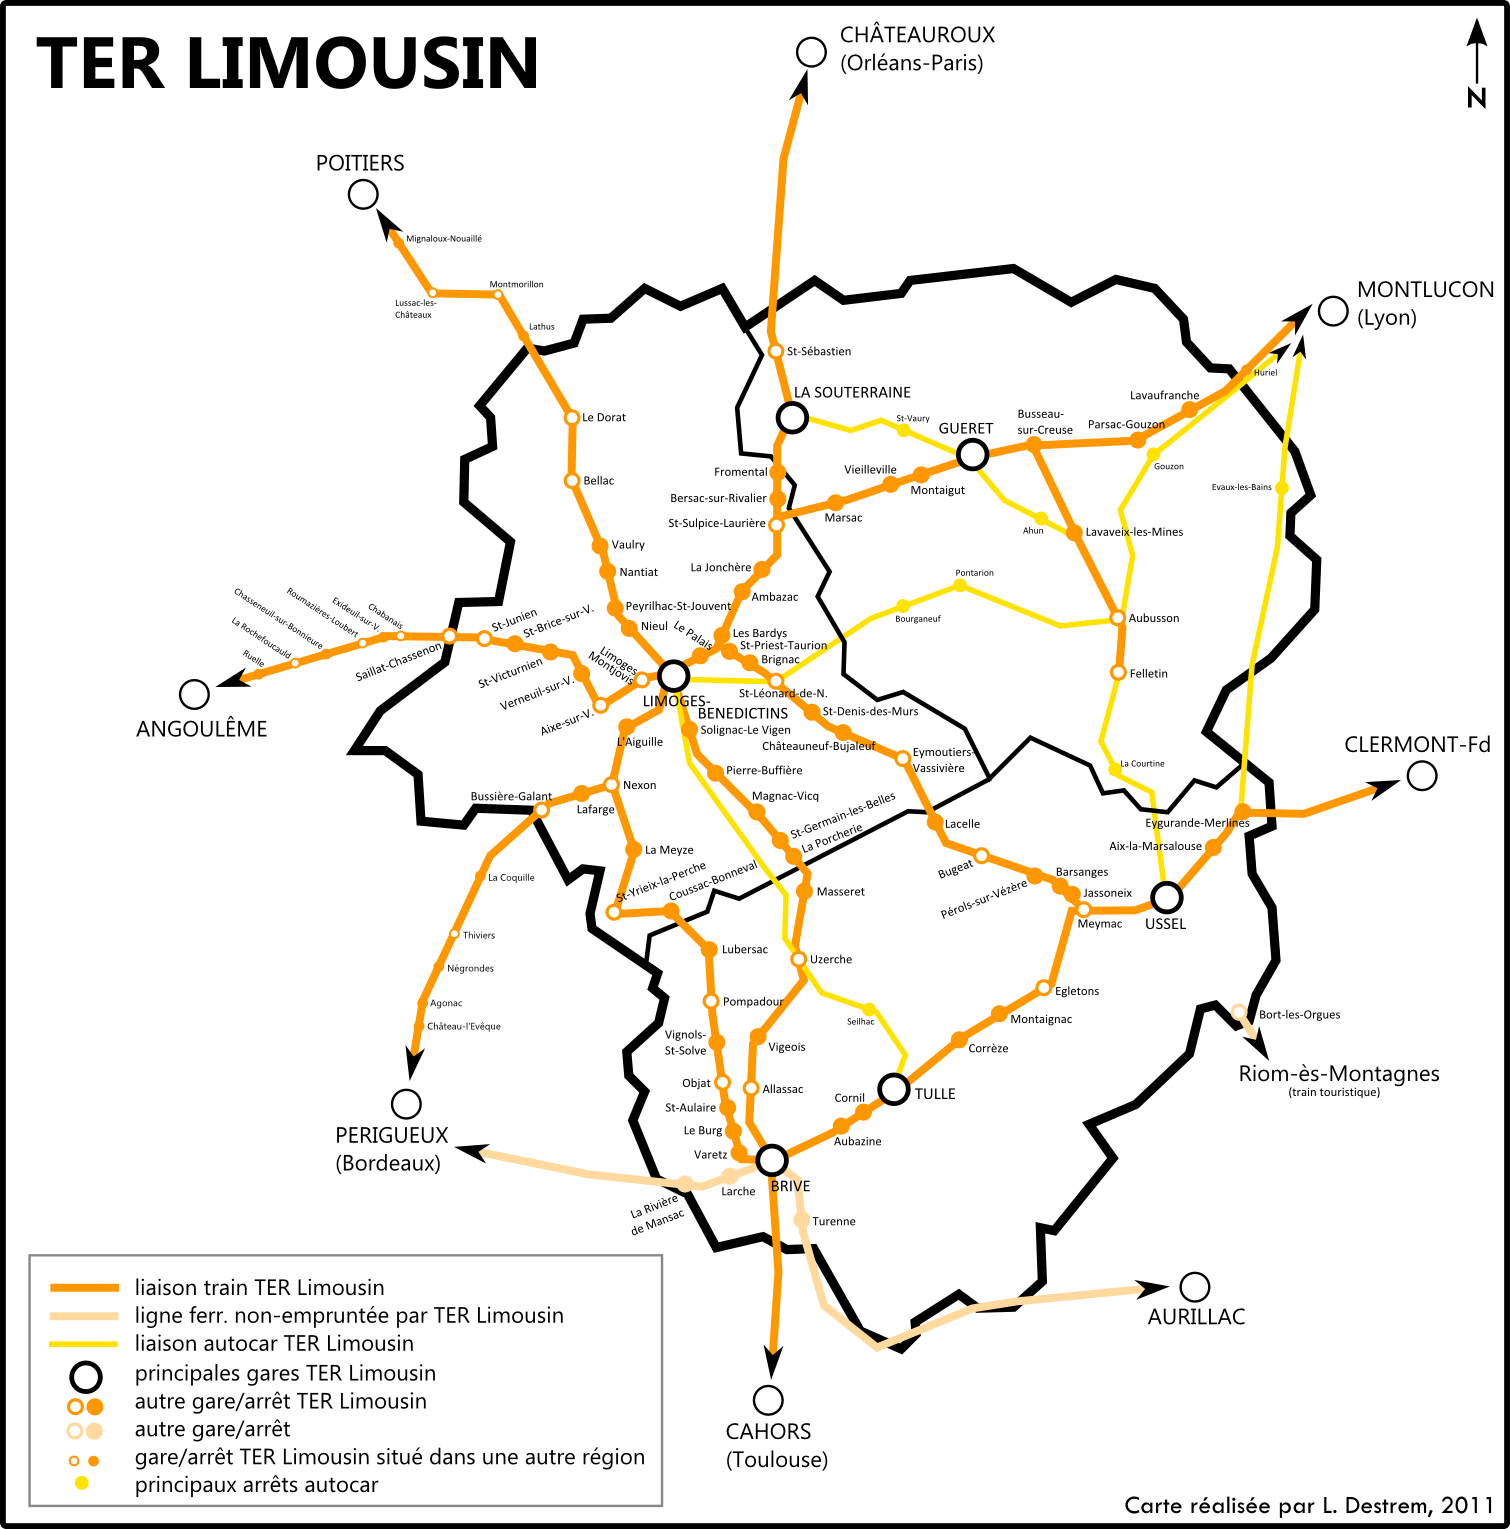 TER LIMOUSIN
CHÂTEAUROUX
(Orléans-Paris)
N
POITIERS
Mignaloux-Nouaillé
Lussac-les-
Châteaux
Montmorillon
Lathus
MONTLUCON
(Lyon)
St-Sébastien
LA SOUTERRAINE
Huriel
Lavaufranche
Le Dorat
St-Vaury
GUERET
Busseau-
sur-Creuse
Parsac-Gouzon
Bellac
Fromental
Vieilleville
Montaigut
Gouzon
Evaux-les-Bains
Bersac-sur-Rivalier
St-Sulpice-Laurière
Marsac
Ahun
Lavaveix-les-Mines
Vaulry
Nantiat
La Jonchère
Ambazac
Pontarion
Peyrilhac-St-Jouvent
Nieul
Bourganeuf
Aubusson
Chabanais
Exideuil-sur-V.
Roumazières-Loubert
Chasseneuil-sur-Bonnieure
La Rochefoucauld
Ruelle
St-Junien
St-Brice-sur-V.
Saillat-Chassenon
St-Victurnien
Verneuil-sur-V.
Aixe-sur-V.
Limoges
Montjovis
Le Palais
Les Bardys
St-Priest-Taurion
Brignac
Felletin
ANGOULÊME
LIMOGES-
BENEDICTINS
St-Léonard-de-N.
St-Denis-des-Murs
Solignac-Le Vigen
Châteauneuf-Bujaleuf
L'Aiguille
Eymoutiers-
Vassivière
CLERMONT-Fd
La Courtine
Pierre-Buffière
Nexon
Bussière-Galant
Lafarge
Magnac-Vicq
St-Germain-les-Belles
La Porcherie
Lacelle
Eygurande-Merlines
Aix-la-Marsalouse
La Meyze
Bugeat
Barsanges
Pérols-sur-Vézère
Jassoneix
La Coquille
St-Yrieix-la-Perche
Coussac-Bonneval
Masseret
Meymac
USSEL
Thiviers
Lubersac
Uzerche
Négrondes
Egletons
Agonac
Pompadour
Seilhac
Montaignac
Bort-les-Orgues
Château-l'Evêque
Vignols-
St-Solve
Vigeois
Corrèze
Riom-ès-Montagnes
(train touristique)
Objat
Allassac
TULLE
St-Aulaire
Cornil
Le Burg
Aubazine
PERIGUEUX
(Bordeaux)
Varetz
Larche
BRIVE
La Rivière
de Mansac
Turenne
AURILLAC
CAHORS
(Toulouse)
liaison train TER Limousin
ligne ferr. non-empruntée par TER Limousin
liaison autocar TER Limousin
principales gares TER Limousin
autre gare/arrêt TER Limousin
autre gare/arrêt
gare/arrêt TER Limousin situé dans une autre région
principaux arrêts autocar
Carte réalisée par L. Destrem, 2011